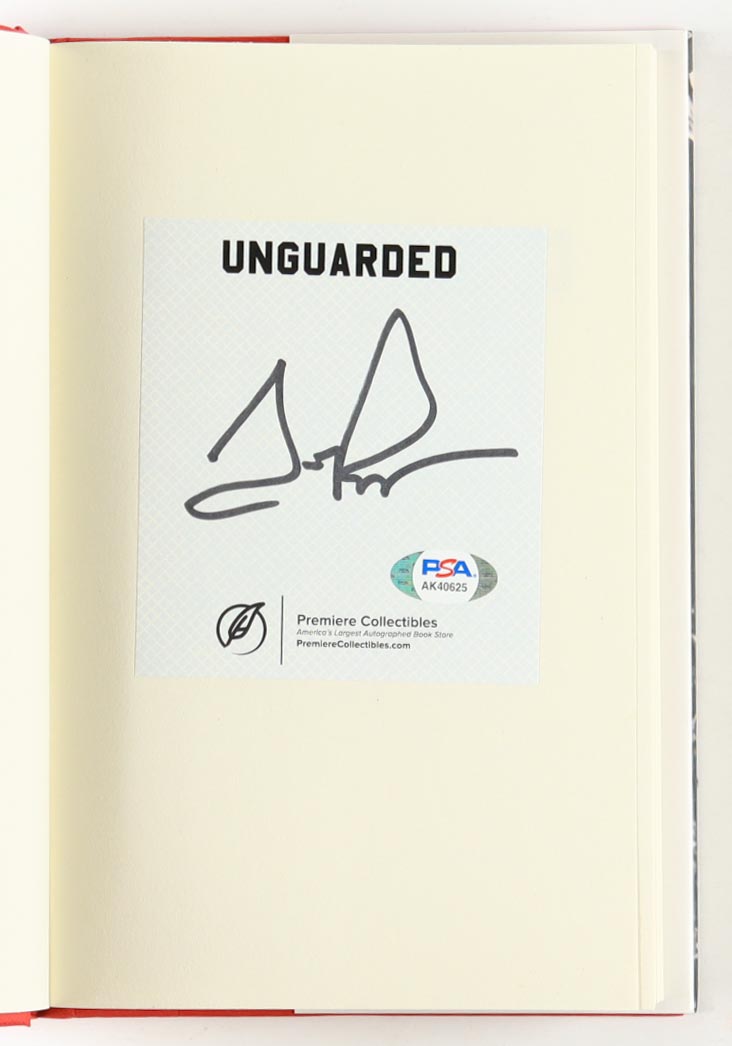 UNGUARDED
PSA
AK40625
Premiere Collectibles
America's Largest Autographed Book Store
PremiereCollectibles.com